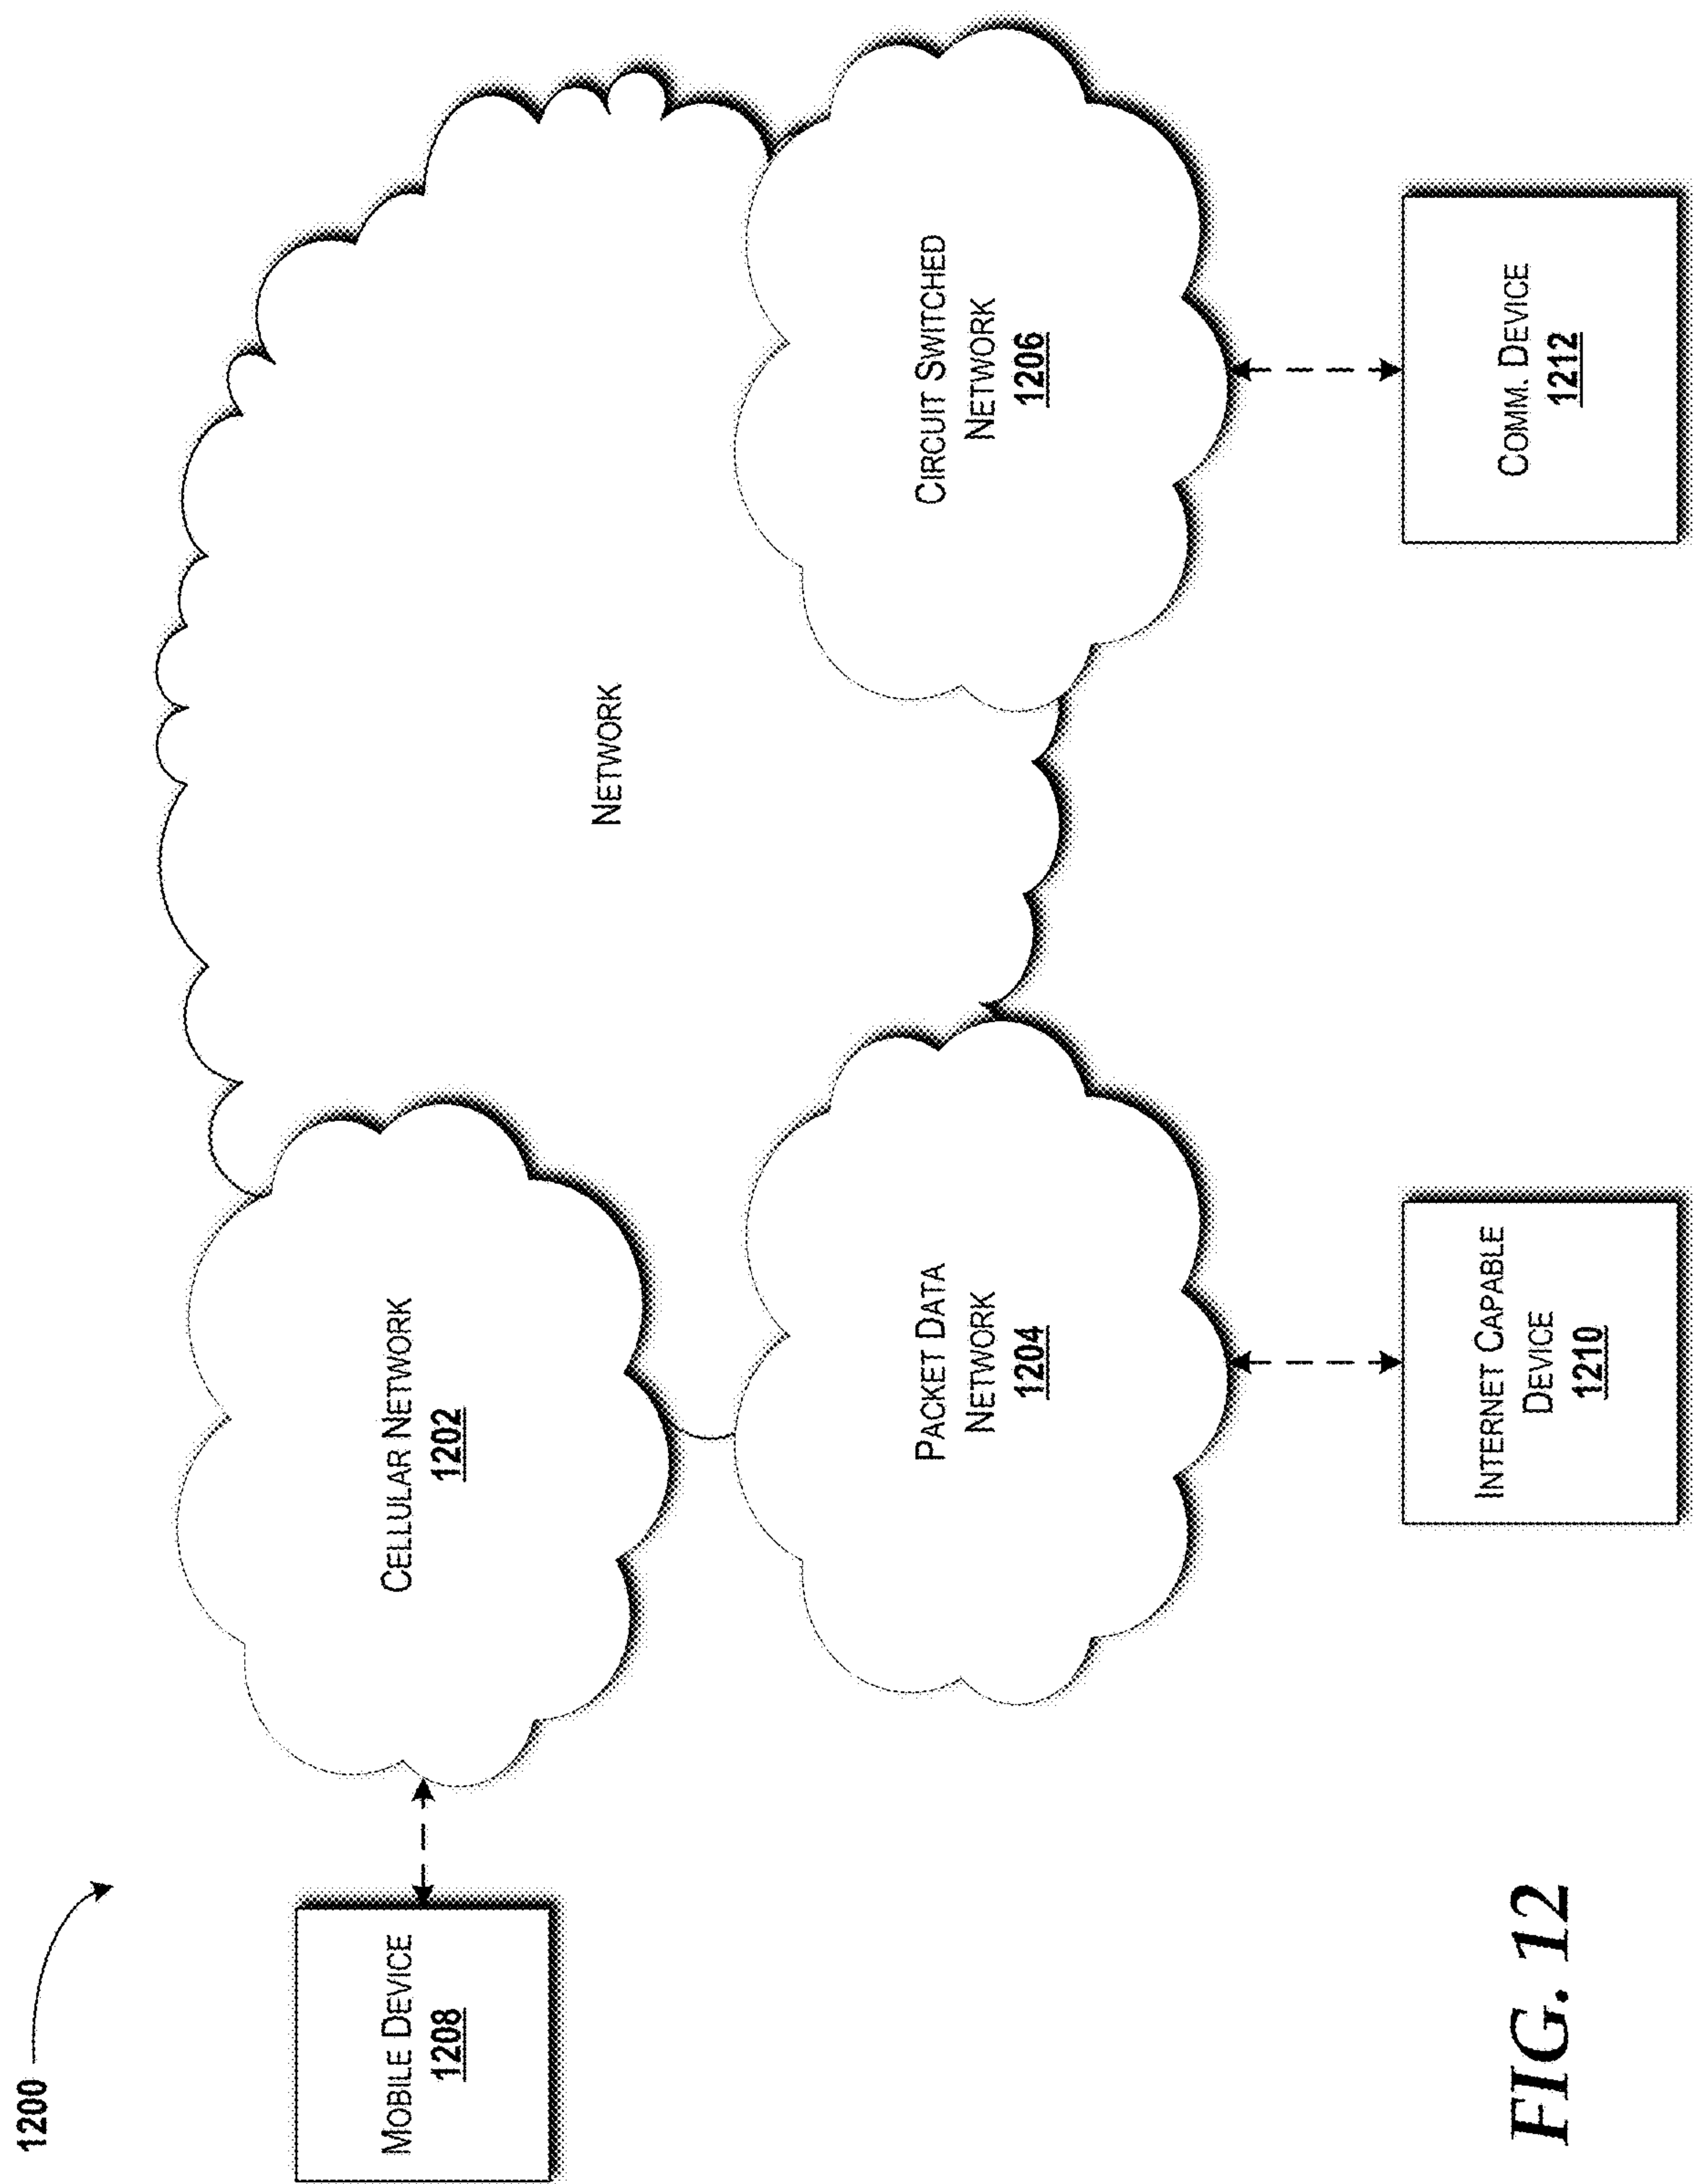 1200
MOBILE DEVICE
1208
CELLULAR NETWORK
1202
NETWORK
PACKET DATA
NETWORK
1204
CIRCUIT SWITCHED
NETWORK
1206
INTERNET CAPABLE
DEVICE
1210
COMM. DEVICE
1212
FIG. 12